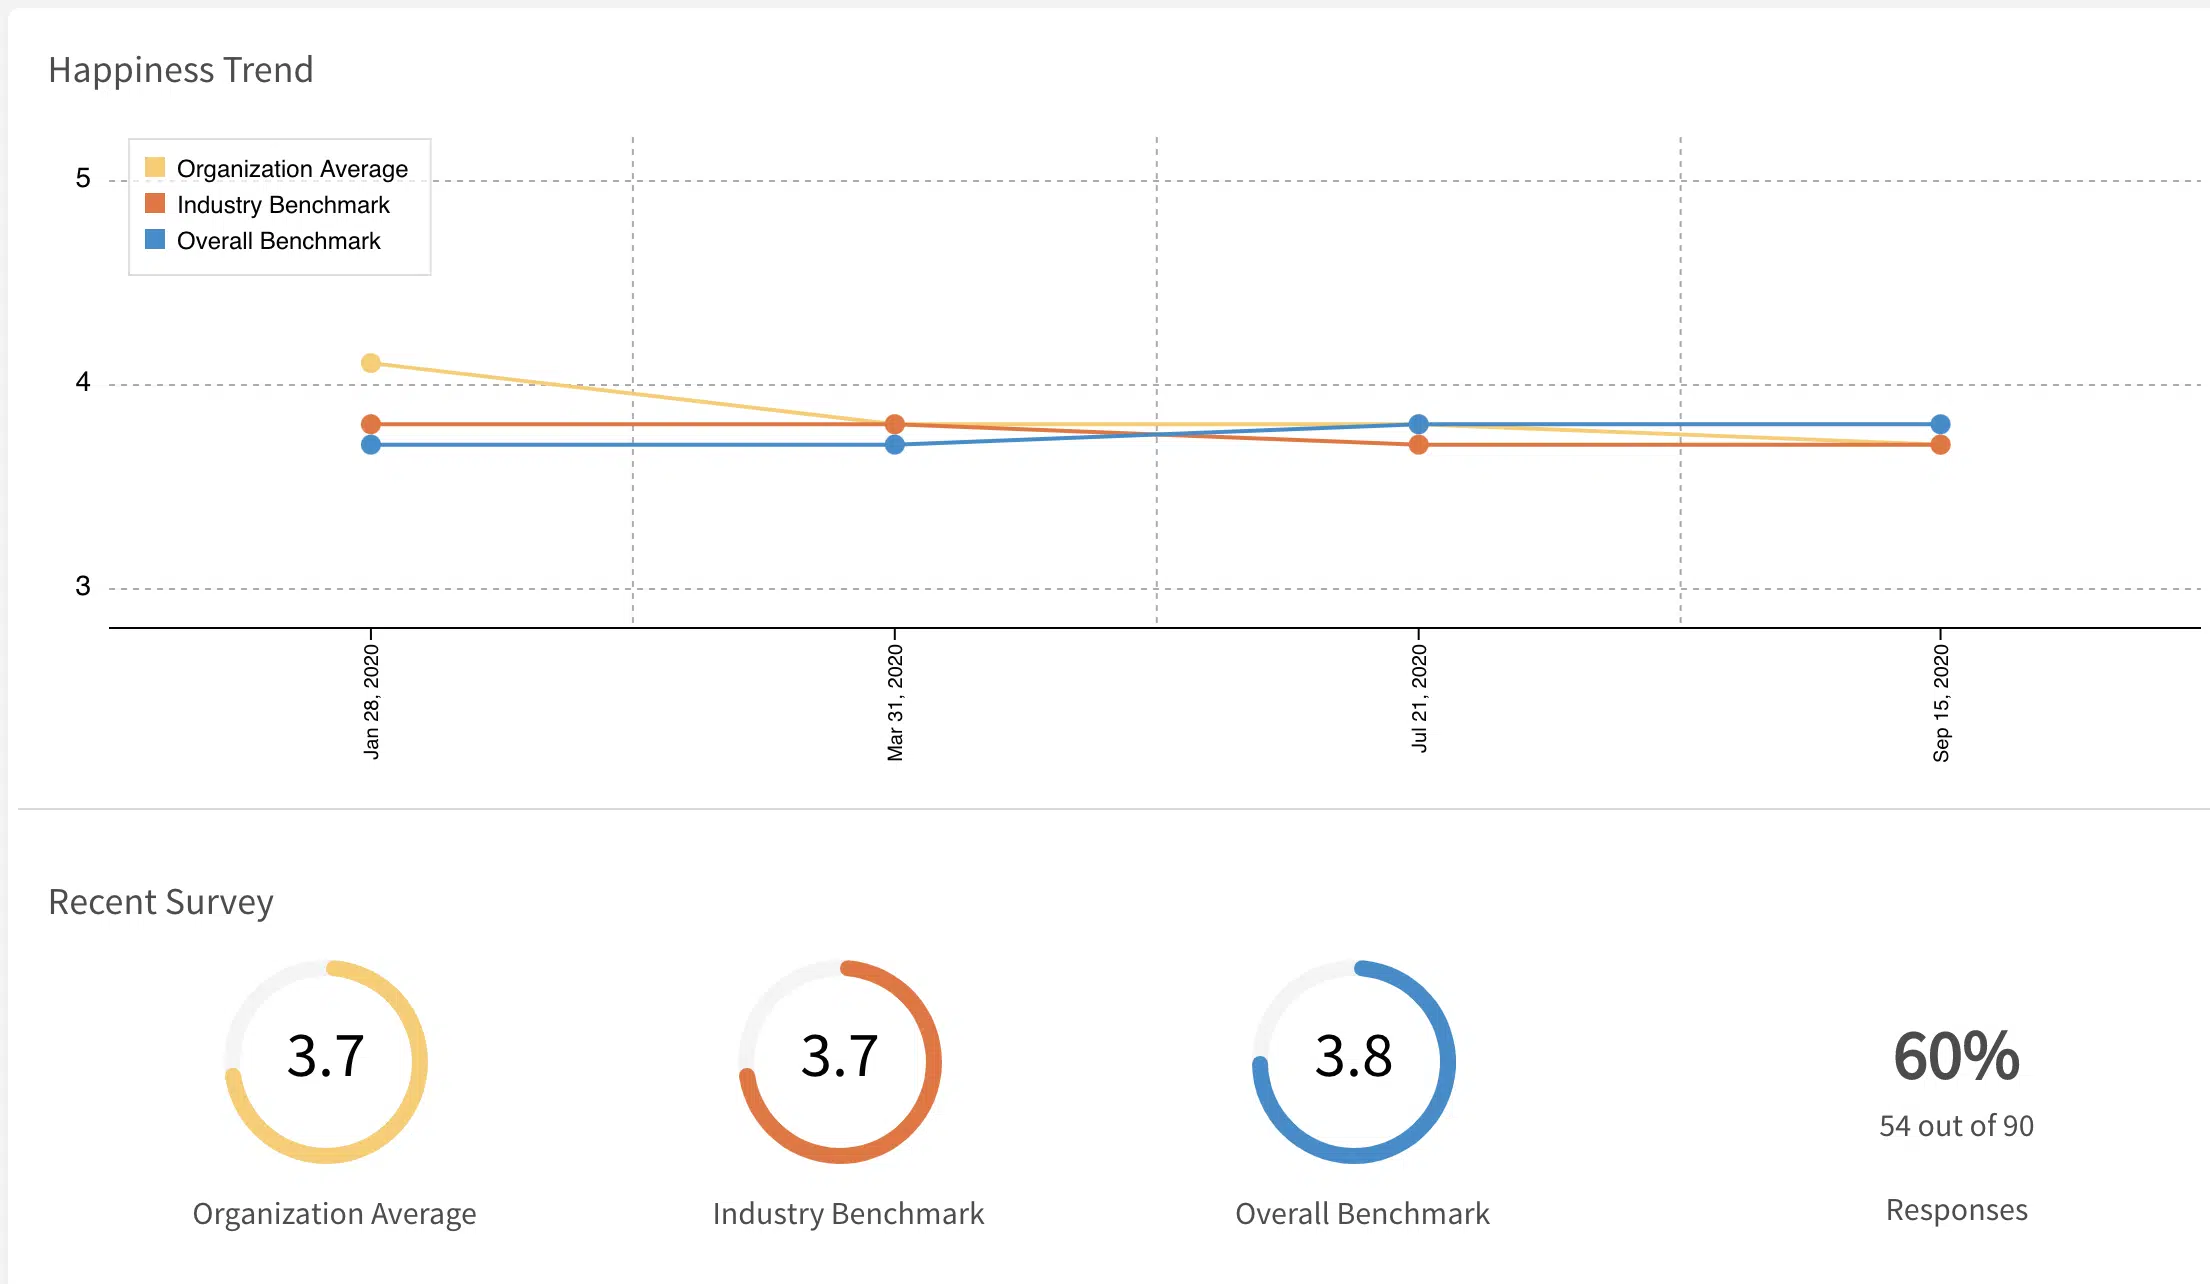 Happiness Trend
Organization Average
Industry Benchmark
Overall Benchmark
5
4
3
Jan 28, 2020
Mar 31, 2020
Jul 21, 2020
Sep 15, 2020
Recent Survey
3.7
3.7
3.8
60%
54 out of 90
Organization Average
Industry Benchmark
Overall Benchmark
Responses